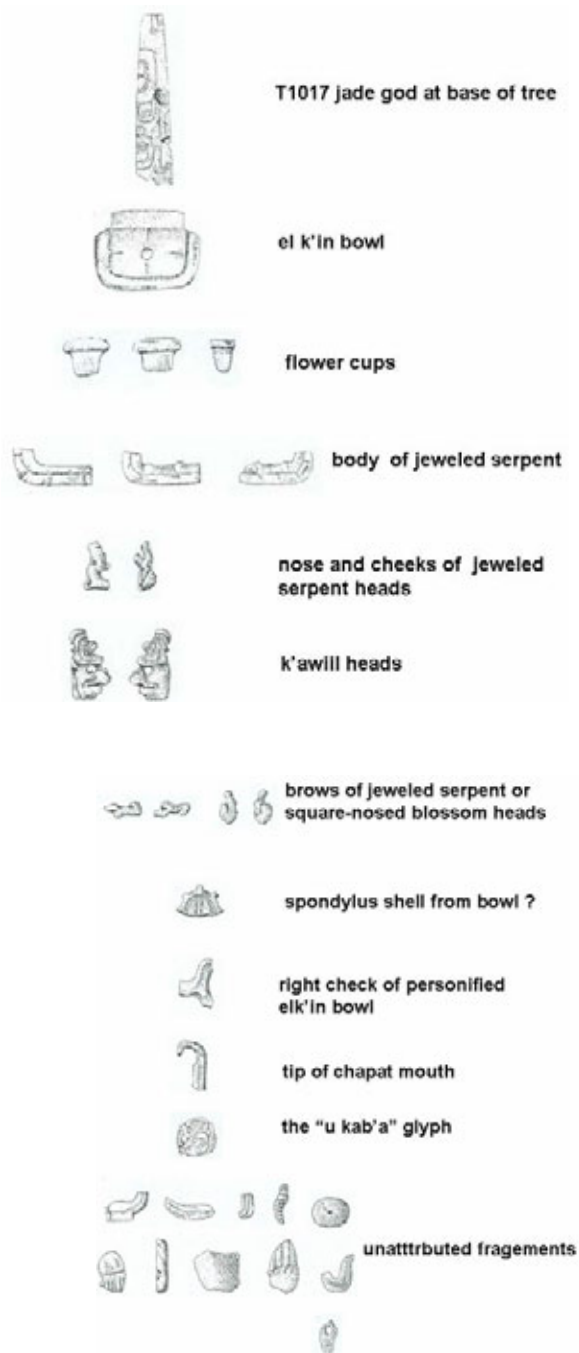 T1017 jade god at base of tree
el k'in bowl
flower cups
body of jeweled serpent
nose and cheeks of jeweled
serpent heads
k'awill heads
brows of jeweled serpent or
square-nosed blossom heads
spondylus shell from bowl ?
right check of personified
elk'in bowl
tip of chapat mouth
the "u kab'a" glyph
unatttrbuted fragements